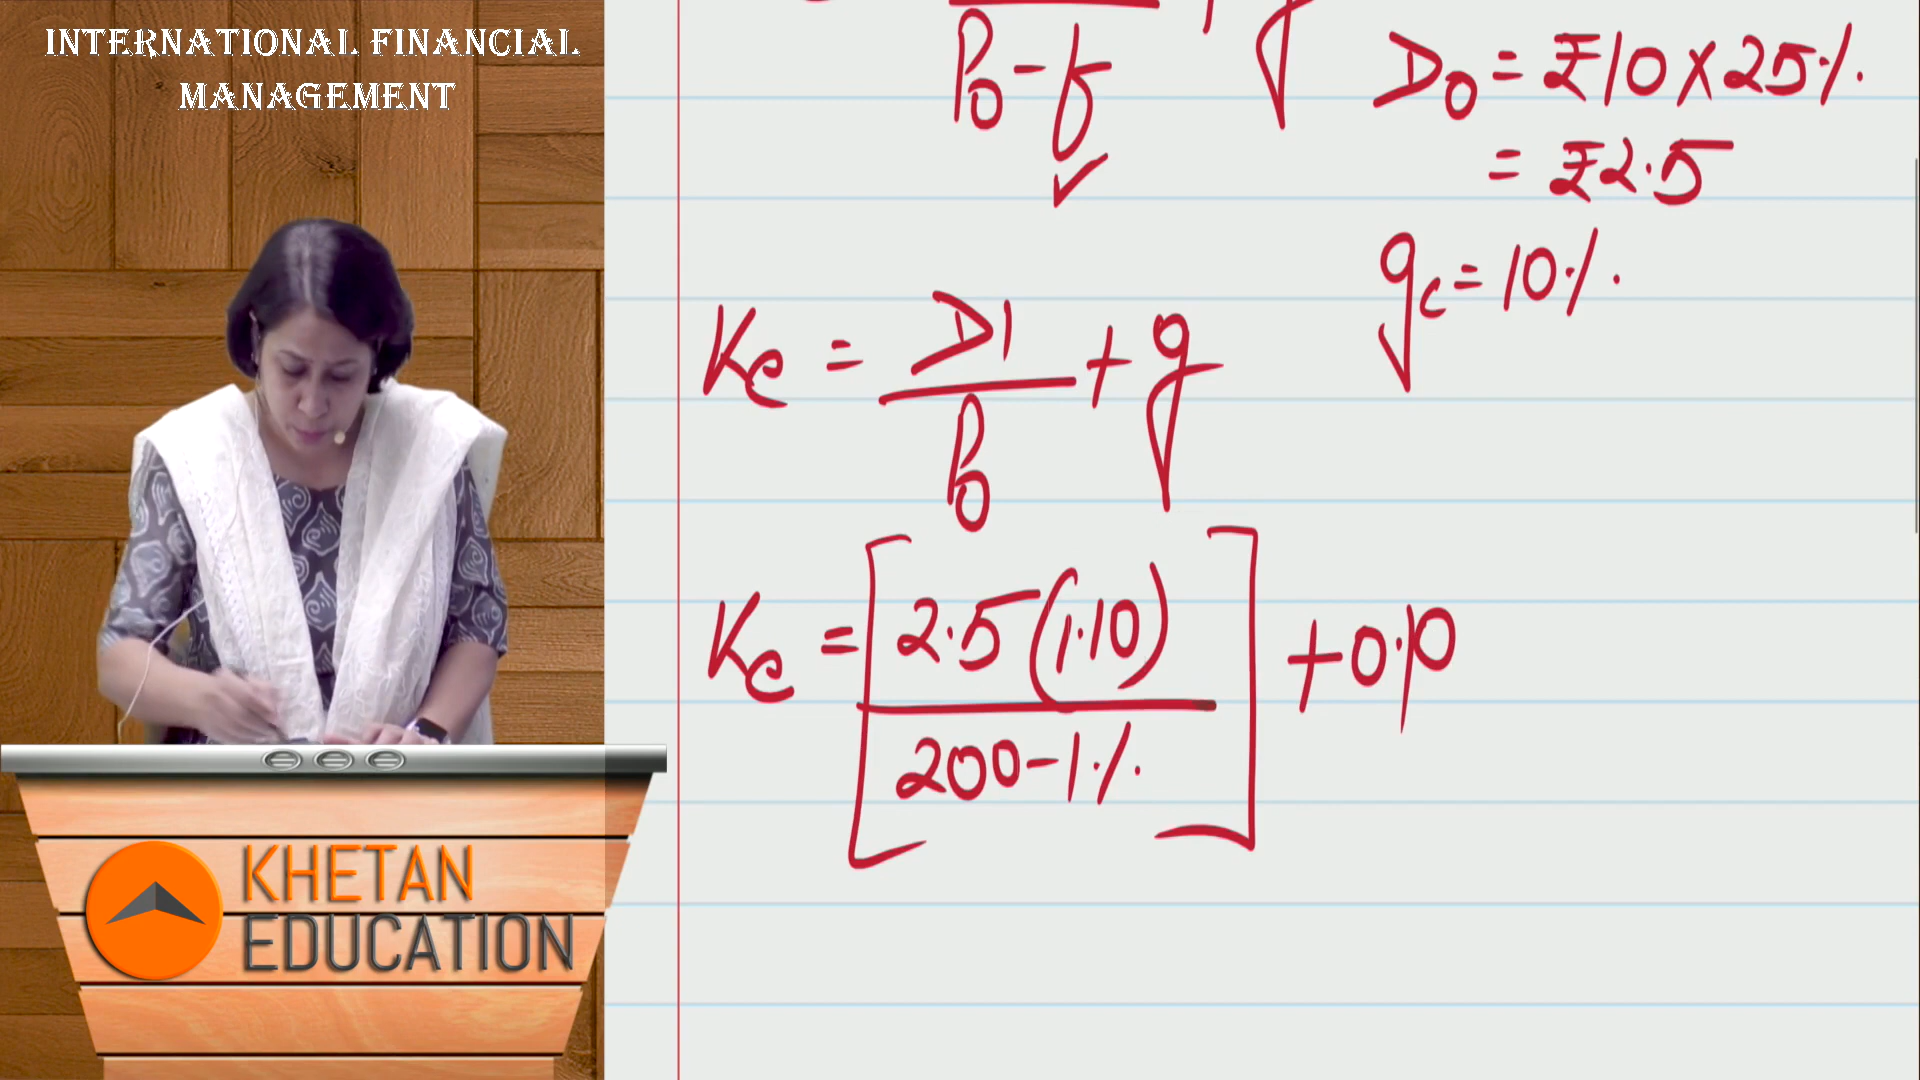 INTERNATIONAL FINANCIAL
MANAGEMENT
P0 - f
g
D0 = ₹10 × 25%.
= ₹2.5
gc = 10%.
Ke = D1 / P0 + g
Ke = [2.5(1.10) / 200 - 1%.] + 0.10
KHETAN
EDUCATION